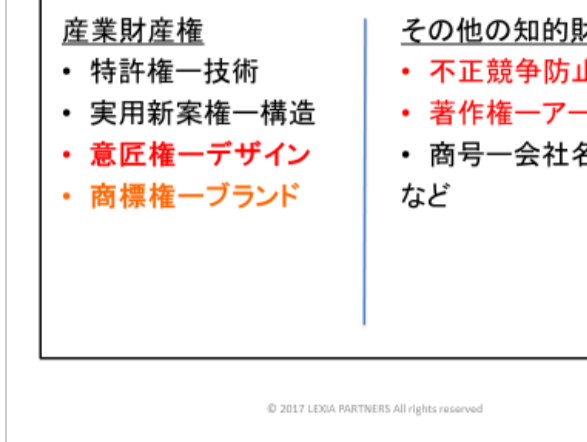 産業財産権
• 特許権ー技術
• 実用新案権ー構造
• 意匠権ーデザイン
• 商標権ーブランド
その他の知的財
• 不正競争防止
• 著作権ーアー
• 商号ー会社名
など
© 2017 LEXIA PARTNERS All rights reserved